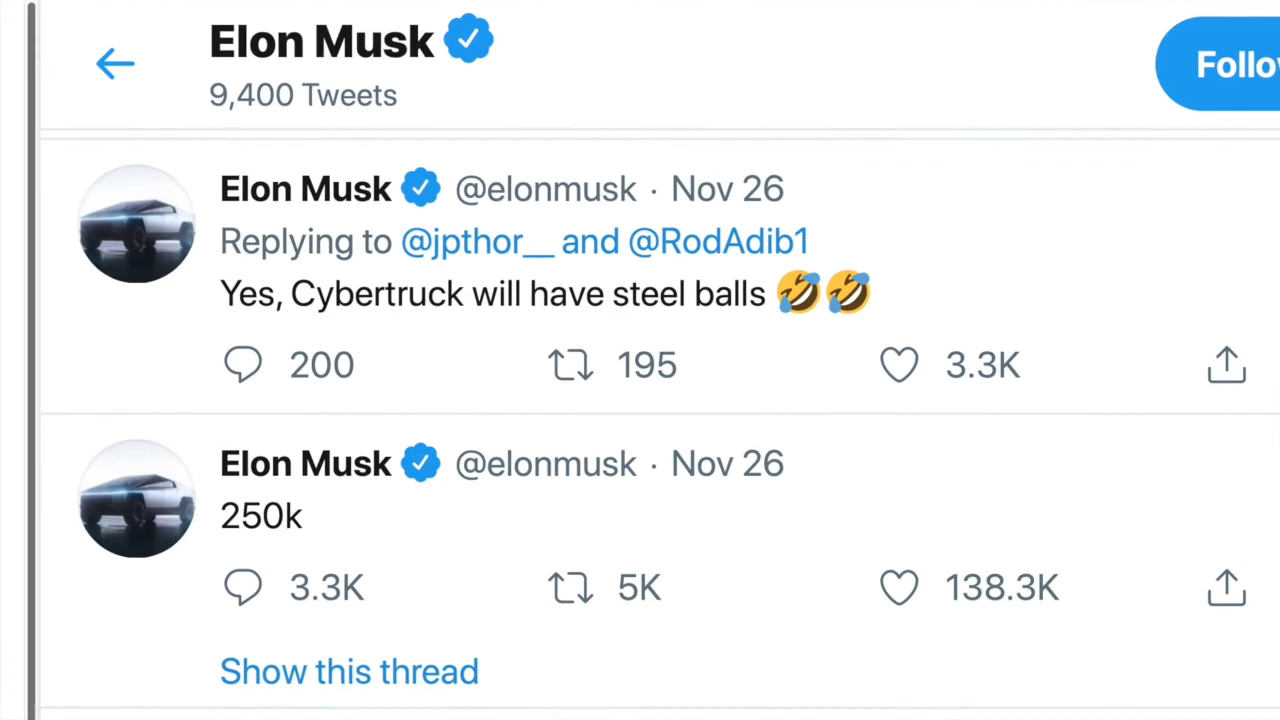 Elon Musk
9,400 Tweets
Follo
Elon Musk @elonmusk · Nov 26
Replying to @jpthor__ and @RodAdib1
Yes, Cybertruck will have steel balls 🤣🤣
200 195 3.3K
Elon Musk @elonmusk · Nov 26
250k
3.3K 5K 138.3K
Show this thread